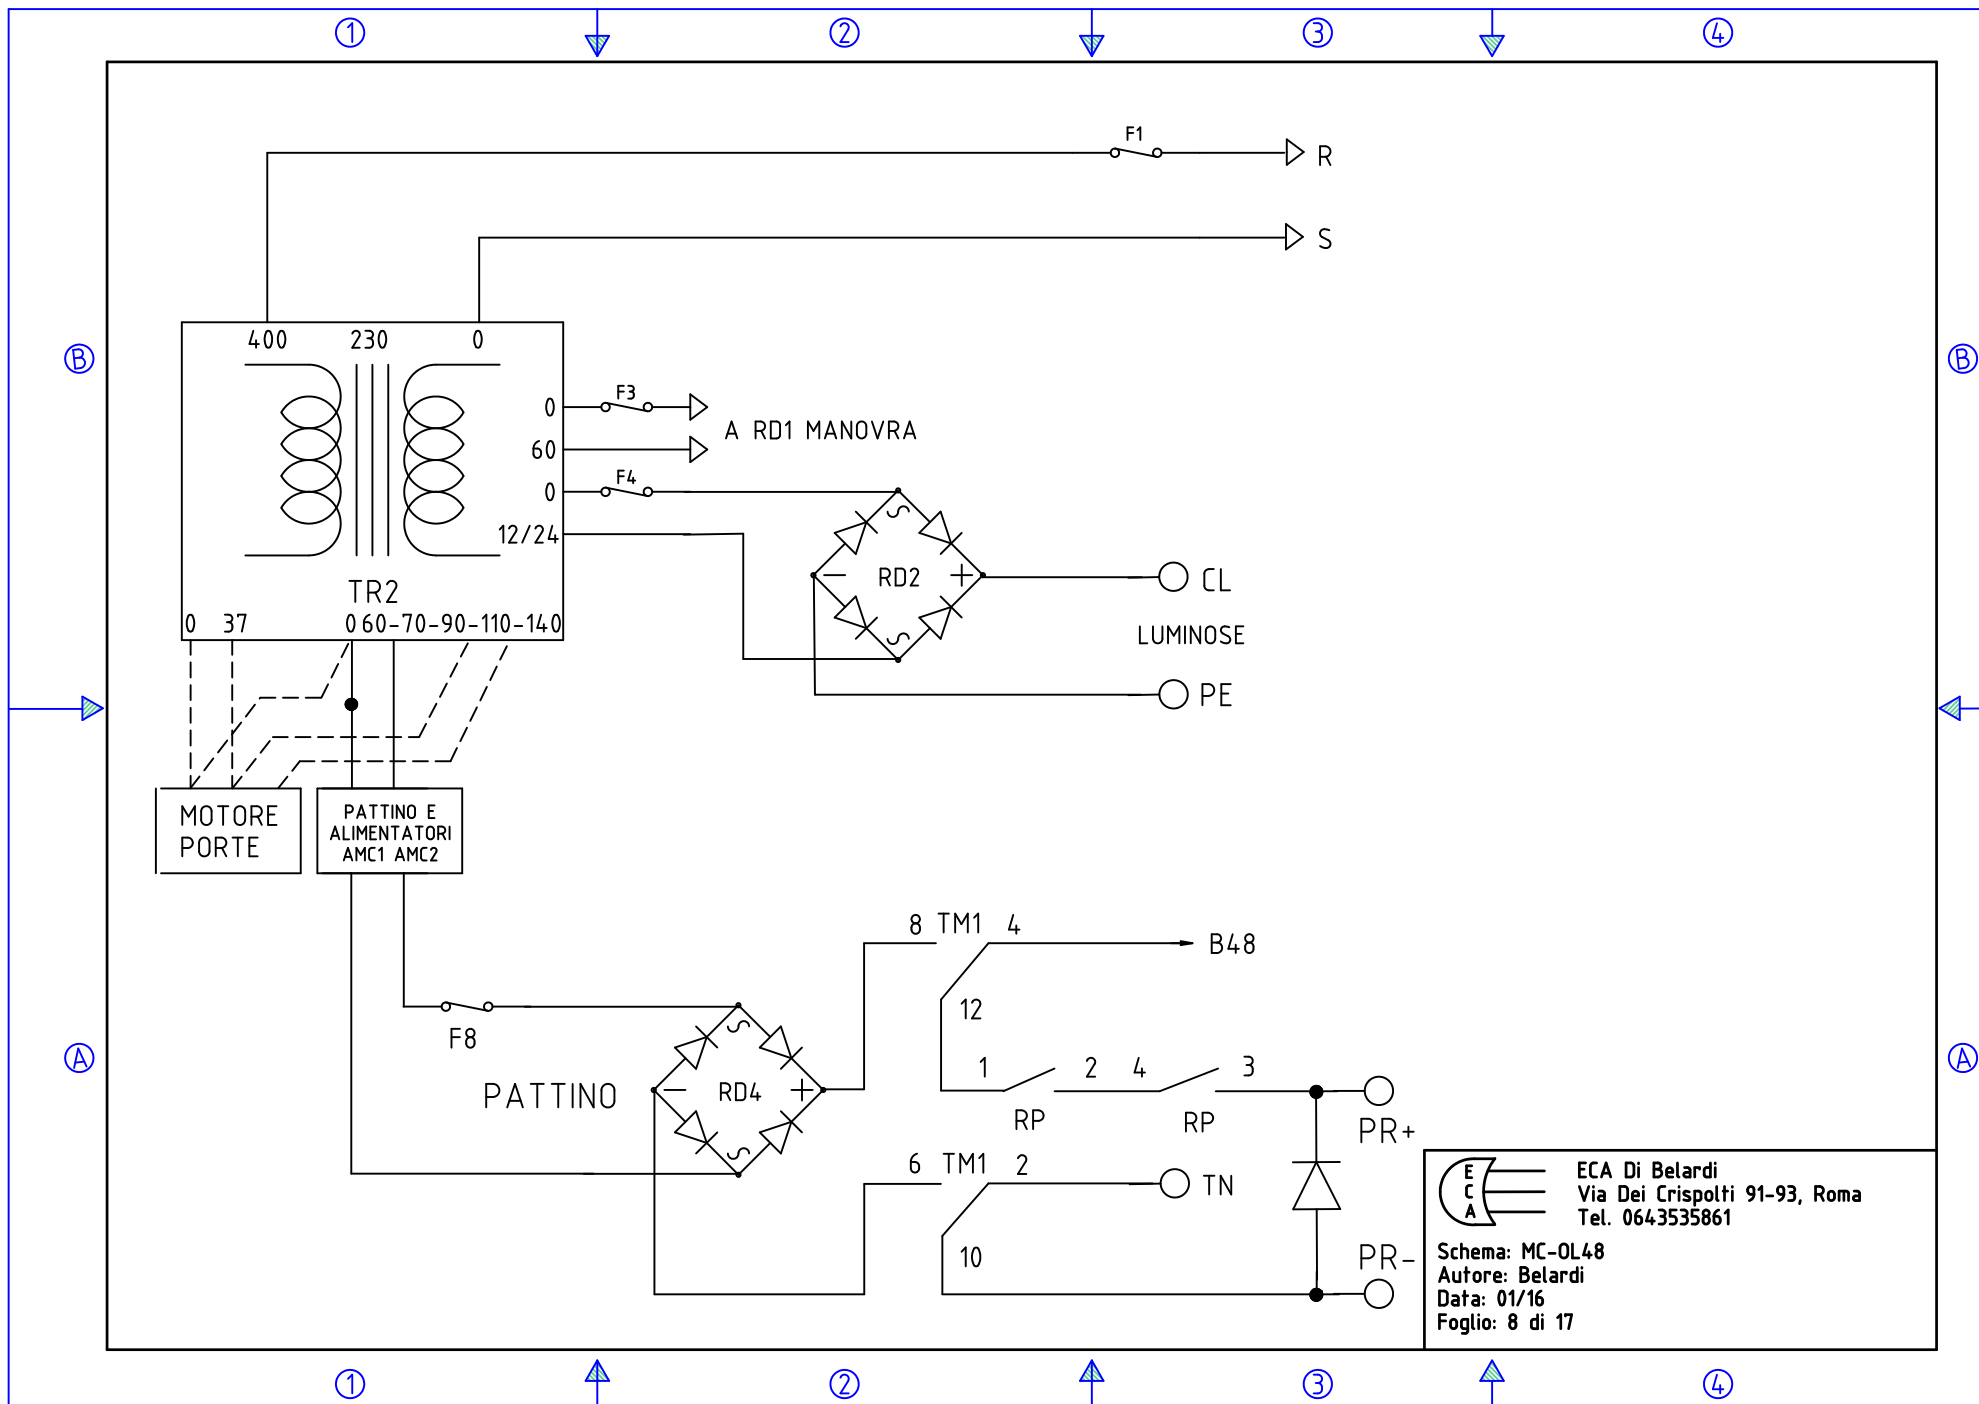 1 2 3 4
F1
R
S
B
B
400 230 0
0
F3
A RD1 MANOVRA
60
0
F4
12/24
S
RD2
- +
S
CL
LUMINOSE
PE
TR2
0 37 0 60-70-90-110-140
MOTORE
PORTE
PATTINO E
ALIMENTATORI
AMC1 AMC2
8 TM1 4
B48
12
F8
A
A
PATTINO
S
RD4
- +
S
1 2 4 3
RP RP
PR+
6 TM1 2
TN
10
PR-
E
C
A
ECA Di Belardi
Via Dei Crispolti 91-93, Roma
Tel. 0643535861
Schema: MC-OL48
Autore: Belardi
Data: 01/16
Foglio: 8 di 17
1 2 3 4